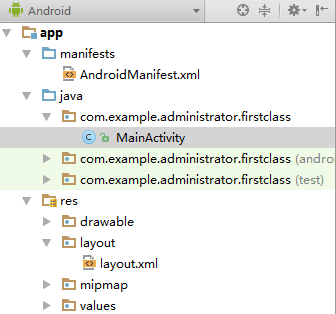 Android
app
manifests
AndroidManifest.xml
java
com.example.administrator.firstclass
MainActivity
com.example.administrator.firstclass (andro
com.example.administrator.firstclass (test)
res
drawable
layout
layout.xml
mipmap
values